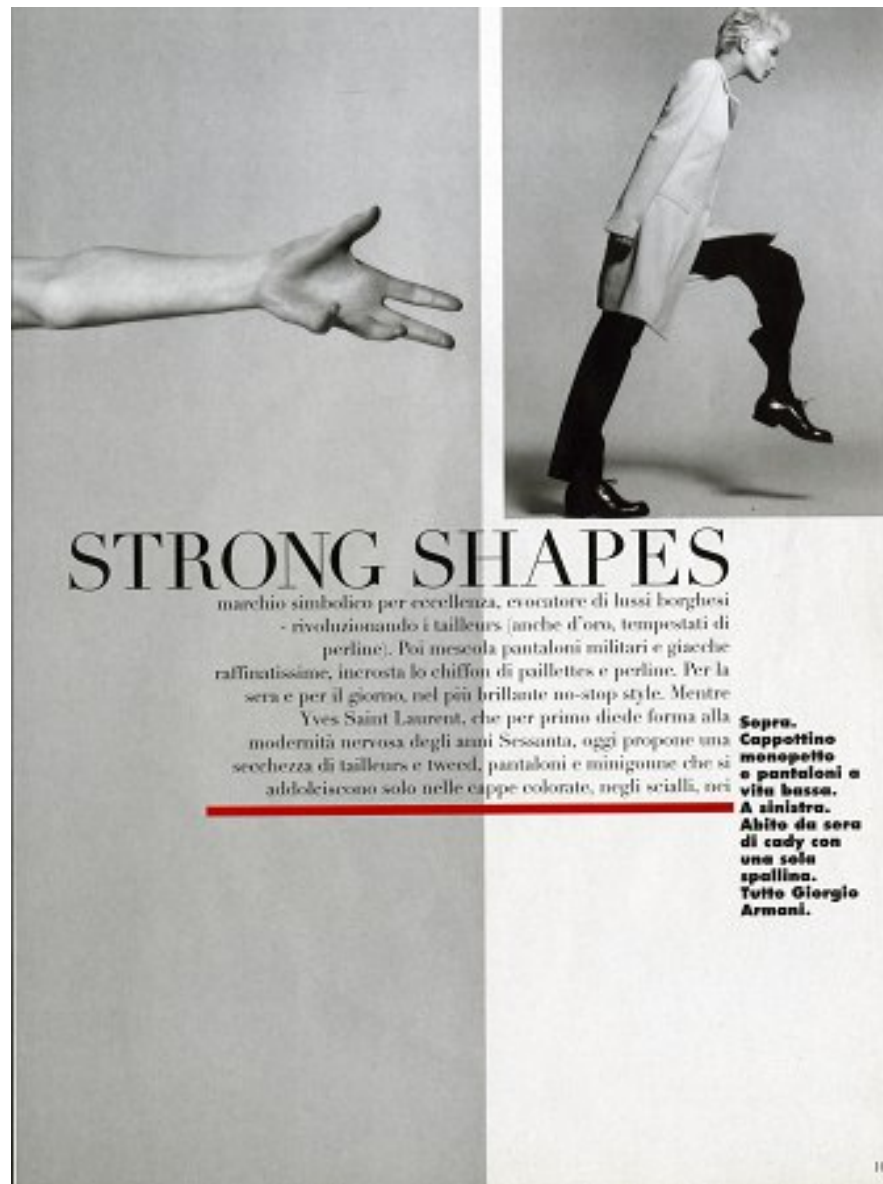 STRONG SHAPES
marchio simbolico per eccellenza, evocatore di lussi borghesi
- rivoluzionando i tailleurs (anche d'oro, tempestati di
perline). Poi mescola pantaloni militari e giacche
raffinatissime, incrosta lo chiffon di paillettes e perline. Per la
sera e per il giorno, nel più brillante no-stop style. Mentre
Yves Saint Laurent, che per primo diede forma alla
modernità nervosa degli anni Sessanta, oggi propone una
secchezza di tailleurs e tweed, pantaloni e minigonne che si
addolciscono solo nelle cappe colorate, negli scialli, nei
Sopra.
Cappottino
monopetto
e pantaloni a
vita bassa.
A sinistra.
Abito da sera
di cady con
una sola
spallina.
Tutto Giorgio
Armani.